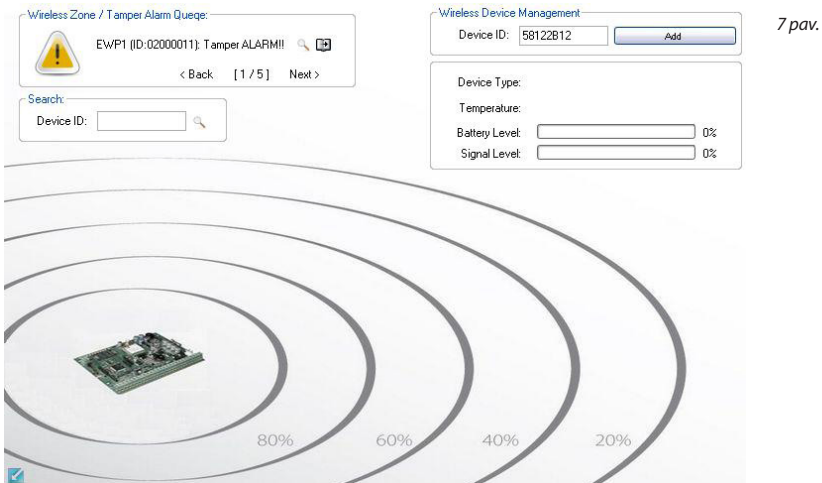 Wireless Zone / Tamper Alarm Queqe:
EWP1 (ID:02000011): Tamper ALARM!!
< Back [ 1 / 5 ] Next >
Search:
Device ID:
Wireless Device Management
Device ID: 58122B12 Add
Device Type:
Temperature:
Battery Level: 0%
Signal Level: 0%
7 pav.
80% 60% 40% 20%